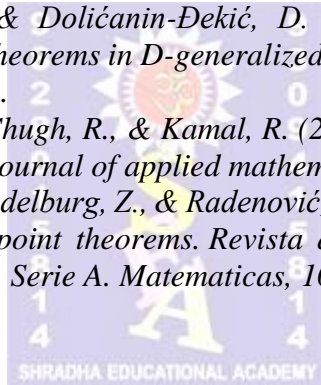 & Dolićanin-Đekić, D.
heorems in D-generalized
.
hugh, R., & Kamal, R. (2
ournal of applied mathem
delburg, Z., & Radenović,
point theorems. Revista d
Serie A. Matematicas, 10
SHRADHA EDUCATIONAL ACADEMY